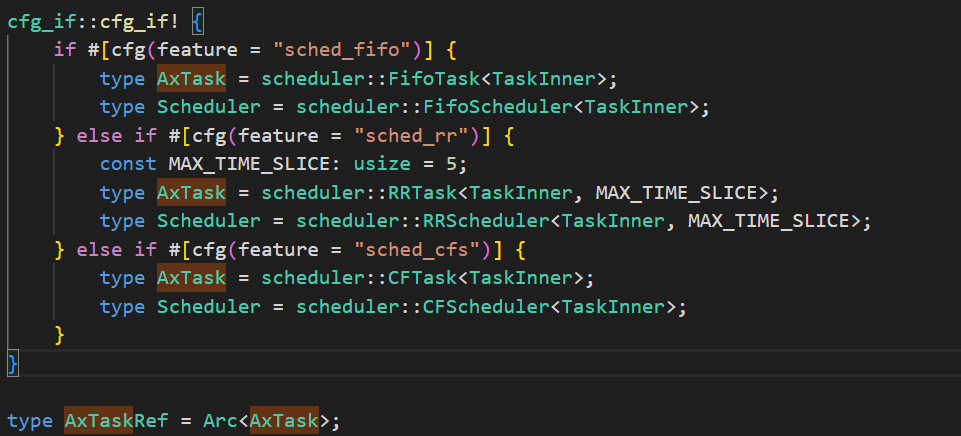 cfg_if::cfg_if! {
    if #[cfg(feature = "sched_fifo")] {
        type AxTask = scheduler::FifoTask<TaskInner>;
        type Scheduler = scheduler::FifoScheduler<TaskInner>;
    } else if #[cfg(feature = "sched_rr")] {
        const MAX_TIME_SLICE: usize = 5;
        type AxTask = scheduler::RRTask<TaskInner, MAX_TIME_SLICE>;
        type Scheduler = scheduler::RRScheduler<TaskInner, MAX_TIME_SLICE>;
    } else if #[cfg(feature = "sched_cfs")] {
        type AxTask = scheduler::CFTask<TaskInner>;
        type Scheduler = scheduler::CFScheduler<TaskInner>;
    }
}
type AxTaskRef = Arc<AxTask>;